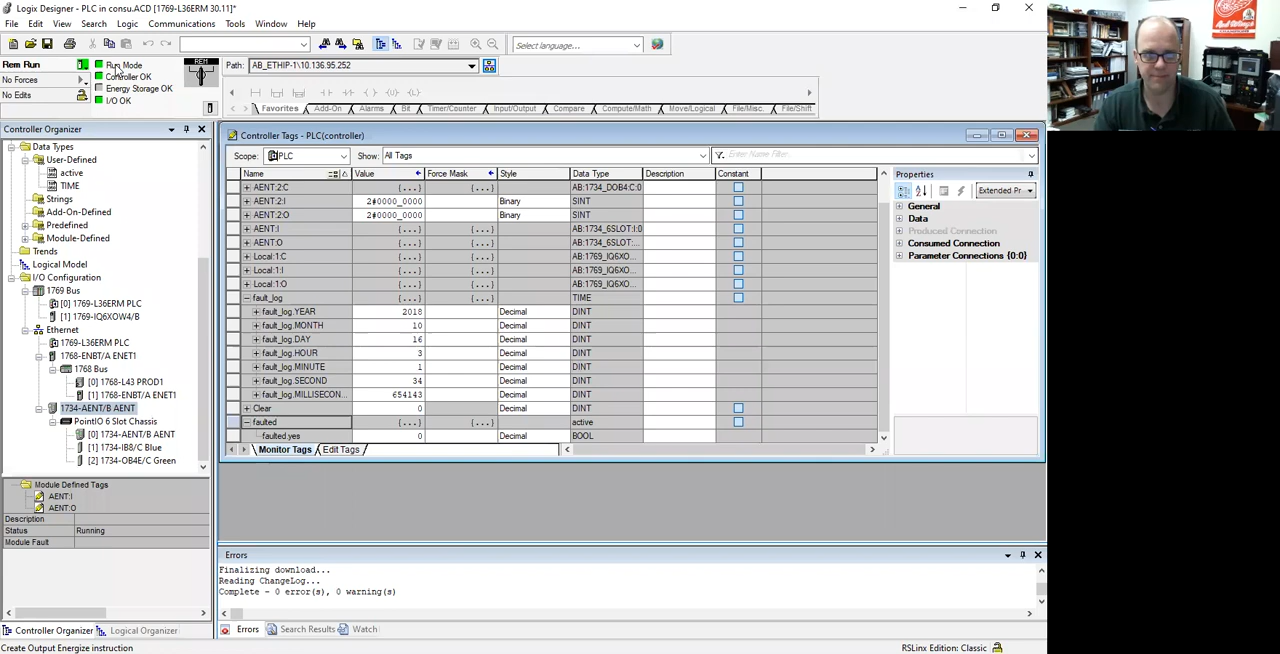 Logix Designer - PLC in consu.ACD [1769-L36ERM 30.11]*
File Edit View Search Logic Communications Tools Window Help
Select language...
Rem Run
Run Mode
REM
Path: AB_ETHIP-1\10.136.95.252
No Forces
Controller OK
Energy Storage OK
No Edits
I/O OK
Favorites Add-On Alarms Bit Timer/Counter Input/Output Compare Compute/Math Move/Logical File/Misc. File/Shift
Controller Organizer
Data Types
User-Defined
active
TIME
Strings
Add-On-Defined
Predefined
Module-Defined
Trends
Logical Model
I/O Configuration
1769 Bus
[0] 1769-L36ERM PLC
[1] 1769-IQ6XOW4/B
Ethernet
1769-L36ERM PLC
1768-ENBT/A ENET1
1768 Bus
[0] 1768-L43 PROD1
[1] 1768-ENBT/A ENET1
1734-AENT/B AENT
PointIO 6 Slot Chassis
[0] 1734-AENT/B AENT
[1] 1734-IB8/C Blue
[2] 1734-OB4E/C Green
Module Defined Tags
AENT:I
AENT:O
Description
Status Running
Module Fault
Controller Organizer Logical Organizer
Controller Tags - PLC(controller)
Scope: PLC Show: All Tags Enter Name Filter...
Name Value Force Mask Style Data Type Description Constant
AENT:2:C {...} {...} AB:1734_DOB4:C:0
AENT:2:I 2#0000_0000 Binary SINT
AENT:2:O 2#0000_0000 Binary SINT
AENT:I {...} {...} AB:1734_6SLOT:I:0
AENT:O {...} {...} AB:1734_6SLOT:...
Local:1:C {...} {...} AB:1769_IQ6XO...
Local:1:I {...} {...} AB:1769_IQ6XO...
Local:1:O {...} {...} AB:1769_IQ6XO...
fault_log {...} {...} TIME
fault_log.YEAR 2018 Decimal DINT
fault_log.MONTH 10 Decimal DINT
fault_log.DAY 16 Decimal DINT
fault_log.HOUR 3 Decimal DINT
fault_log.MINUTE 1 Decimal DINT
fault_log.SECOND 34 Decimal DINT
fault_log.MILLISECON... 654143 Decimal DINT
Clear 0 Decimal DINT
faulted {...} {...} active
faulted.yes 0 Decimal BOOL
Monitor Tags Edit Tags
Properties
Extended Pr
General
Data
Produced Connection
Consumed Connection
Parameter Connections {0:0}
Errors
Finalizing download...
Reading ChangeLog...
Complete - 0 error(s), 0 warning(s)
Errors Search Results Watch
Create Output Energize instruction
RSLinx Edition: Classic